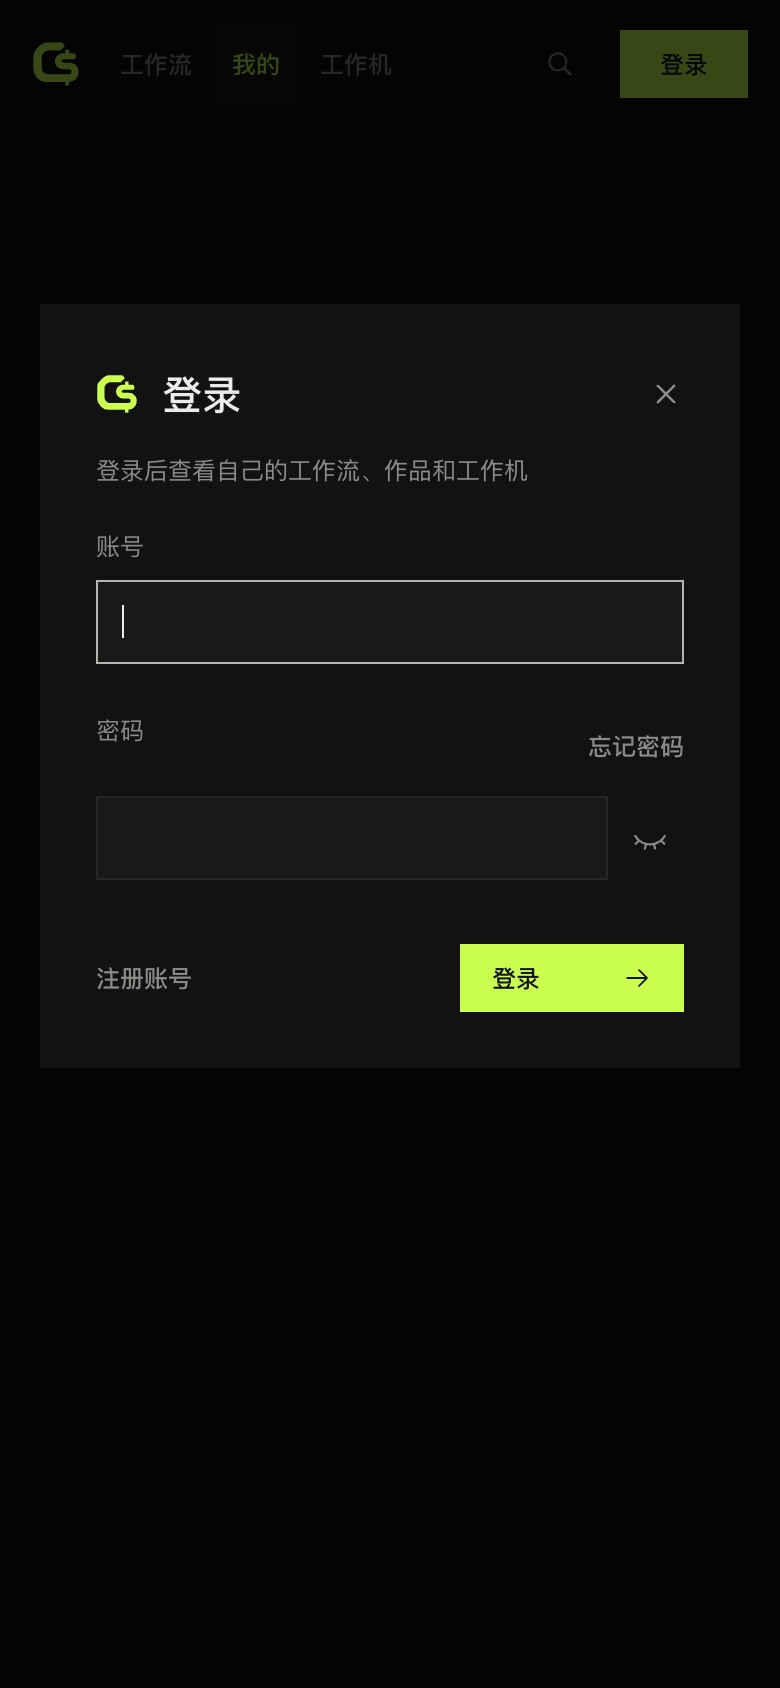 工作流 我的 工作机 登录
登录
登录后查看自己的工作流、作品和工作机
账号
密码
忘记密码
注册账号 登录